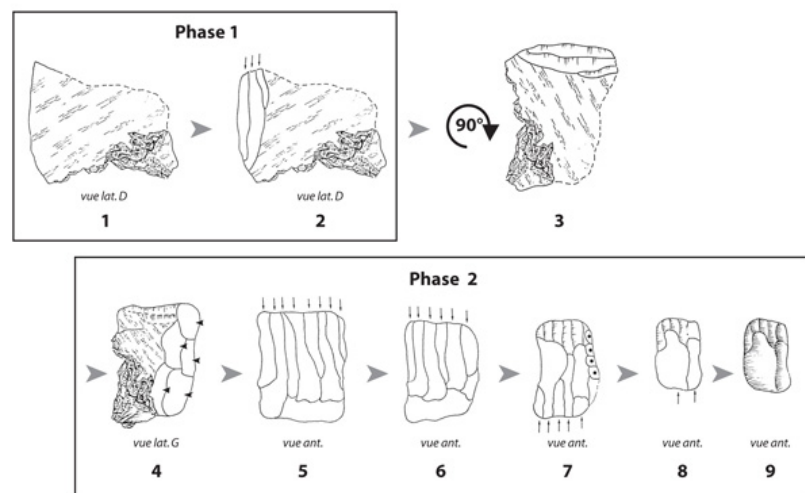 Phase 1
vue lat. D
1
vue lat. D
2
90°
3
Phase 2
vue lat. G
4
vue ant.
5
vue ant.
6
vue ant.
7
vue ant.
8
vue ant.
9